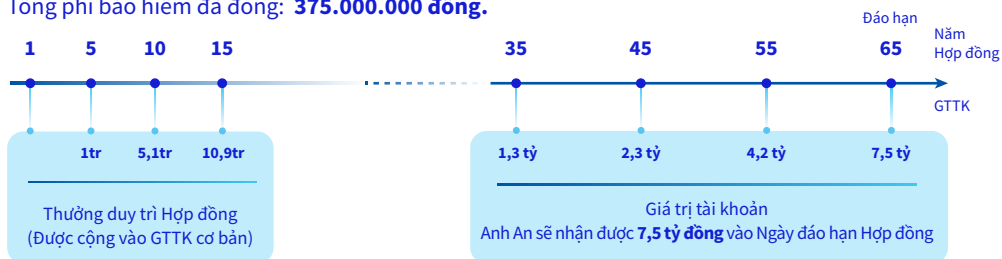 Tổng phí bảo hiểm đã đóng: 375.000.000 đồng.
Đáo hạn
1 5 10 15 35 45 55 65
Năm
Hợp đồng
GTTK
1tr 5,1tr 10,9tr
Thưởng duy trì Hợp đồng
(Được cộng vào GTTK cơ bản)
1,3 tỷ 2,3 tỷ 4,2 tỷ 7,5 tỷ
Giá trị tài khoản
Anh An sẽ nhận được 7,5 tỷ đồng vào Ngày đáo hạn Hợp đồng